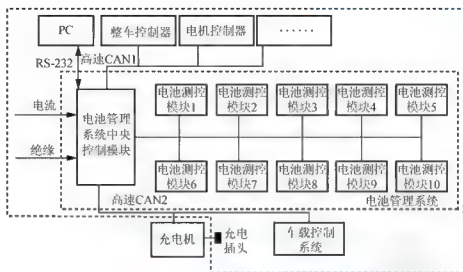 PC
整车控制器
电机控制器
……
RS-232
高速CAN1
电流
绝缘
电池管理
系统中央
控制模块
电池测控
模块1
电池测控
模块2
电池测控
模块3
电池测控
模块4
电池测控
模块5
电池测控
模块6
电池测控
模块7
电池测控
模块8
电池测控
模块9
电池测控
模块10
电池管理系统
高速CAN2
充电机
充电
插头
车载控制
系统